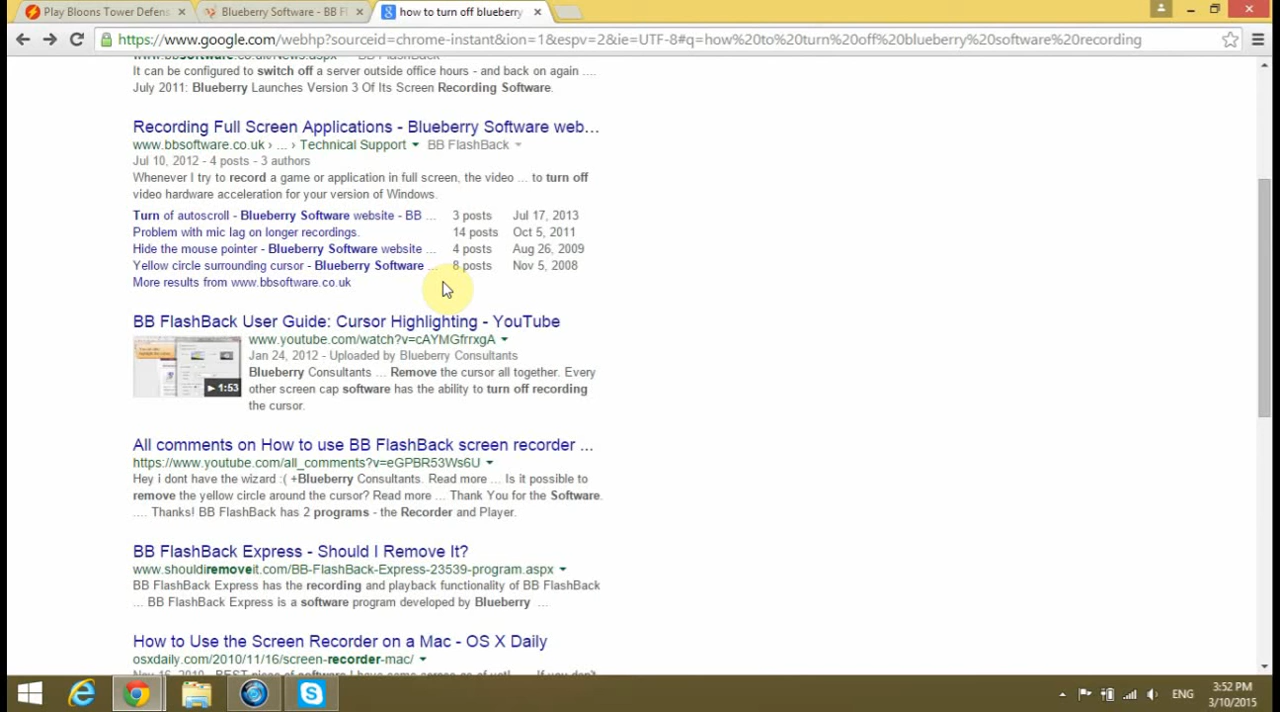 Play Bloons Tower Defens
Blueberry Software - BB Fl
how to turn off blueberry
https://www.google.com/webhp?sourceid=chrome-instant&ion=1&espv=2&ie=UTF-8#q=how%20to%20turn%20off%20blueberry%20software%20recording
It can be configured to switch off a server outside office hours - and back on again ....
July 2011: Blueberry Launches Version 3 Of Its Screen Recording Software.
Recording Full Screen Applications - Blueberry Software web...
www.bbsoftware.co.uk › ... › Technical Support BB FlashBack
Jul 10, 2012 - 4 posts - 3 authors
Whenever I try to record a game or application in full screen, the video ... to turn off
video hardware acceleration for your version of Windows.
Turn of autoscroll - Blueberry Software website - BB ... 3 posts Jul 17, 2013
Problem with mic lag on longer recordings. 14 posts Oct 5, 2011
Hide the mouse pointer - Blueberry Software website ... 4 posts Aug 26, 2009
Yellow circle surrounding cursor - Blueberry Software ... 8 posts Nov 5, 2008
More results from www.bbsoftware.co.uk
BB FlashBack User Guide: Cursor Highlighting - YouTube
www.youtube.com/watch?v=cAYMGfrrxgA
Jan 24, 2012 - Uploaded by Blueberry Consultants
Blueberry Consultants ... Remove the cursor all together. Every
other screen cap software has the ability to turn off recording
the cursor.
1:53
All comments on How to use BB FlashBack screen recorder ...
https://www.youtube.com/all_comments?v=eGPBR53Ws6U
Hey i dont have the wizard :( +Blueberry Consultants. Read more ... Is it possible to
remove the yellow circle around the cursor? Read more ... Thank You for the Software.
.... Thanks! BB FlashBack has 2 programs - the Recorder and Player.
BB FlashBack Express - Should I Remove It?
www.shouldiremoveit.com/BB-FlashBack-Express-23539-program.aspx
BB FlashBack Express has the recording and playback functionality of BB FlashBack
... BB FlashBack Express is a software program developed by Blueberry ...
How to Use the Screen Recorder on a Mac - OS X Daily
osxdaily.com/2010/11/16/screen-recorder-mac/
ENG
3:52 PM
3/10/2015